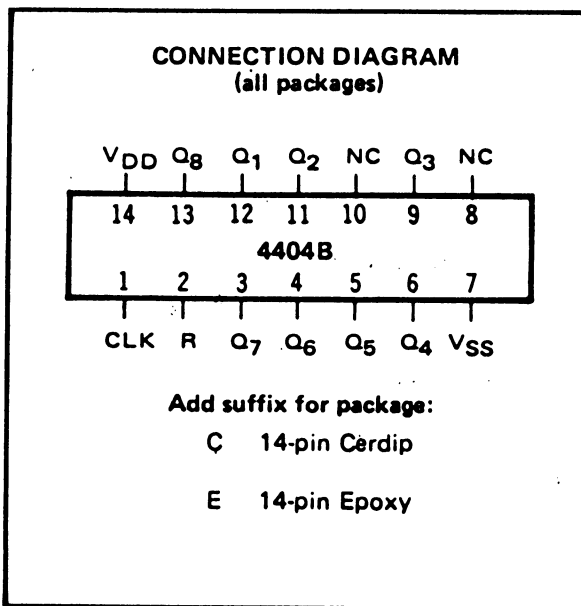 CONNECTION DIAGRAM
(all packages)
VDD Q8 Q1 Q2 NC Q3 NC
14 13 12 11 10 9 8
4404B
1 2 3 4 5 6 7
CLK R Q7 Q6 Q5 Q4 VSS
Add suffix for package:
C 14-pin Cerdip
E 14-pin Epoxy